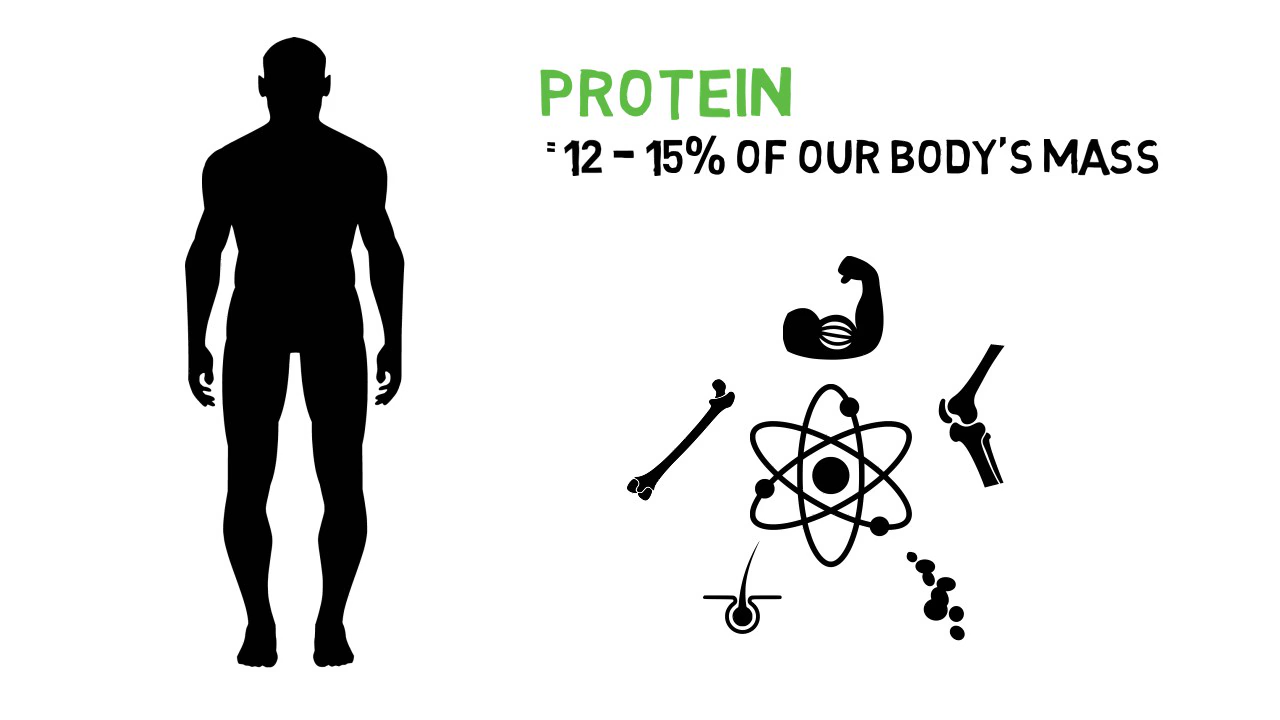 PROTEIN
= 12 - 15% OF OUR BODY'S MASS